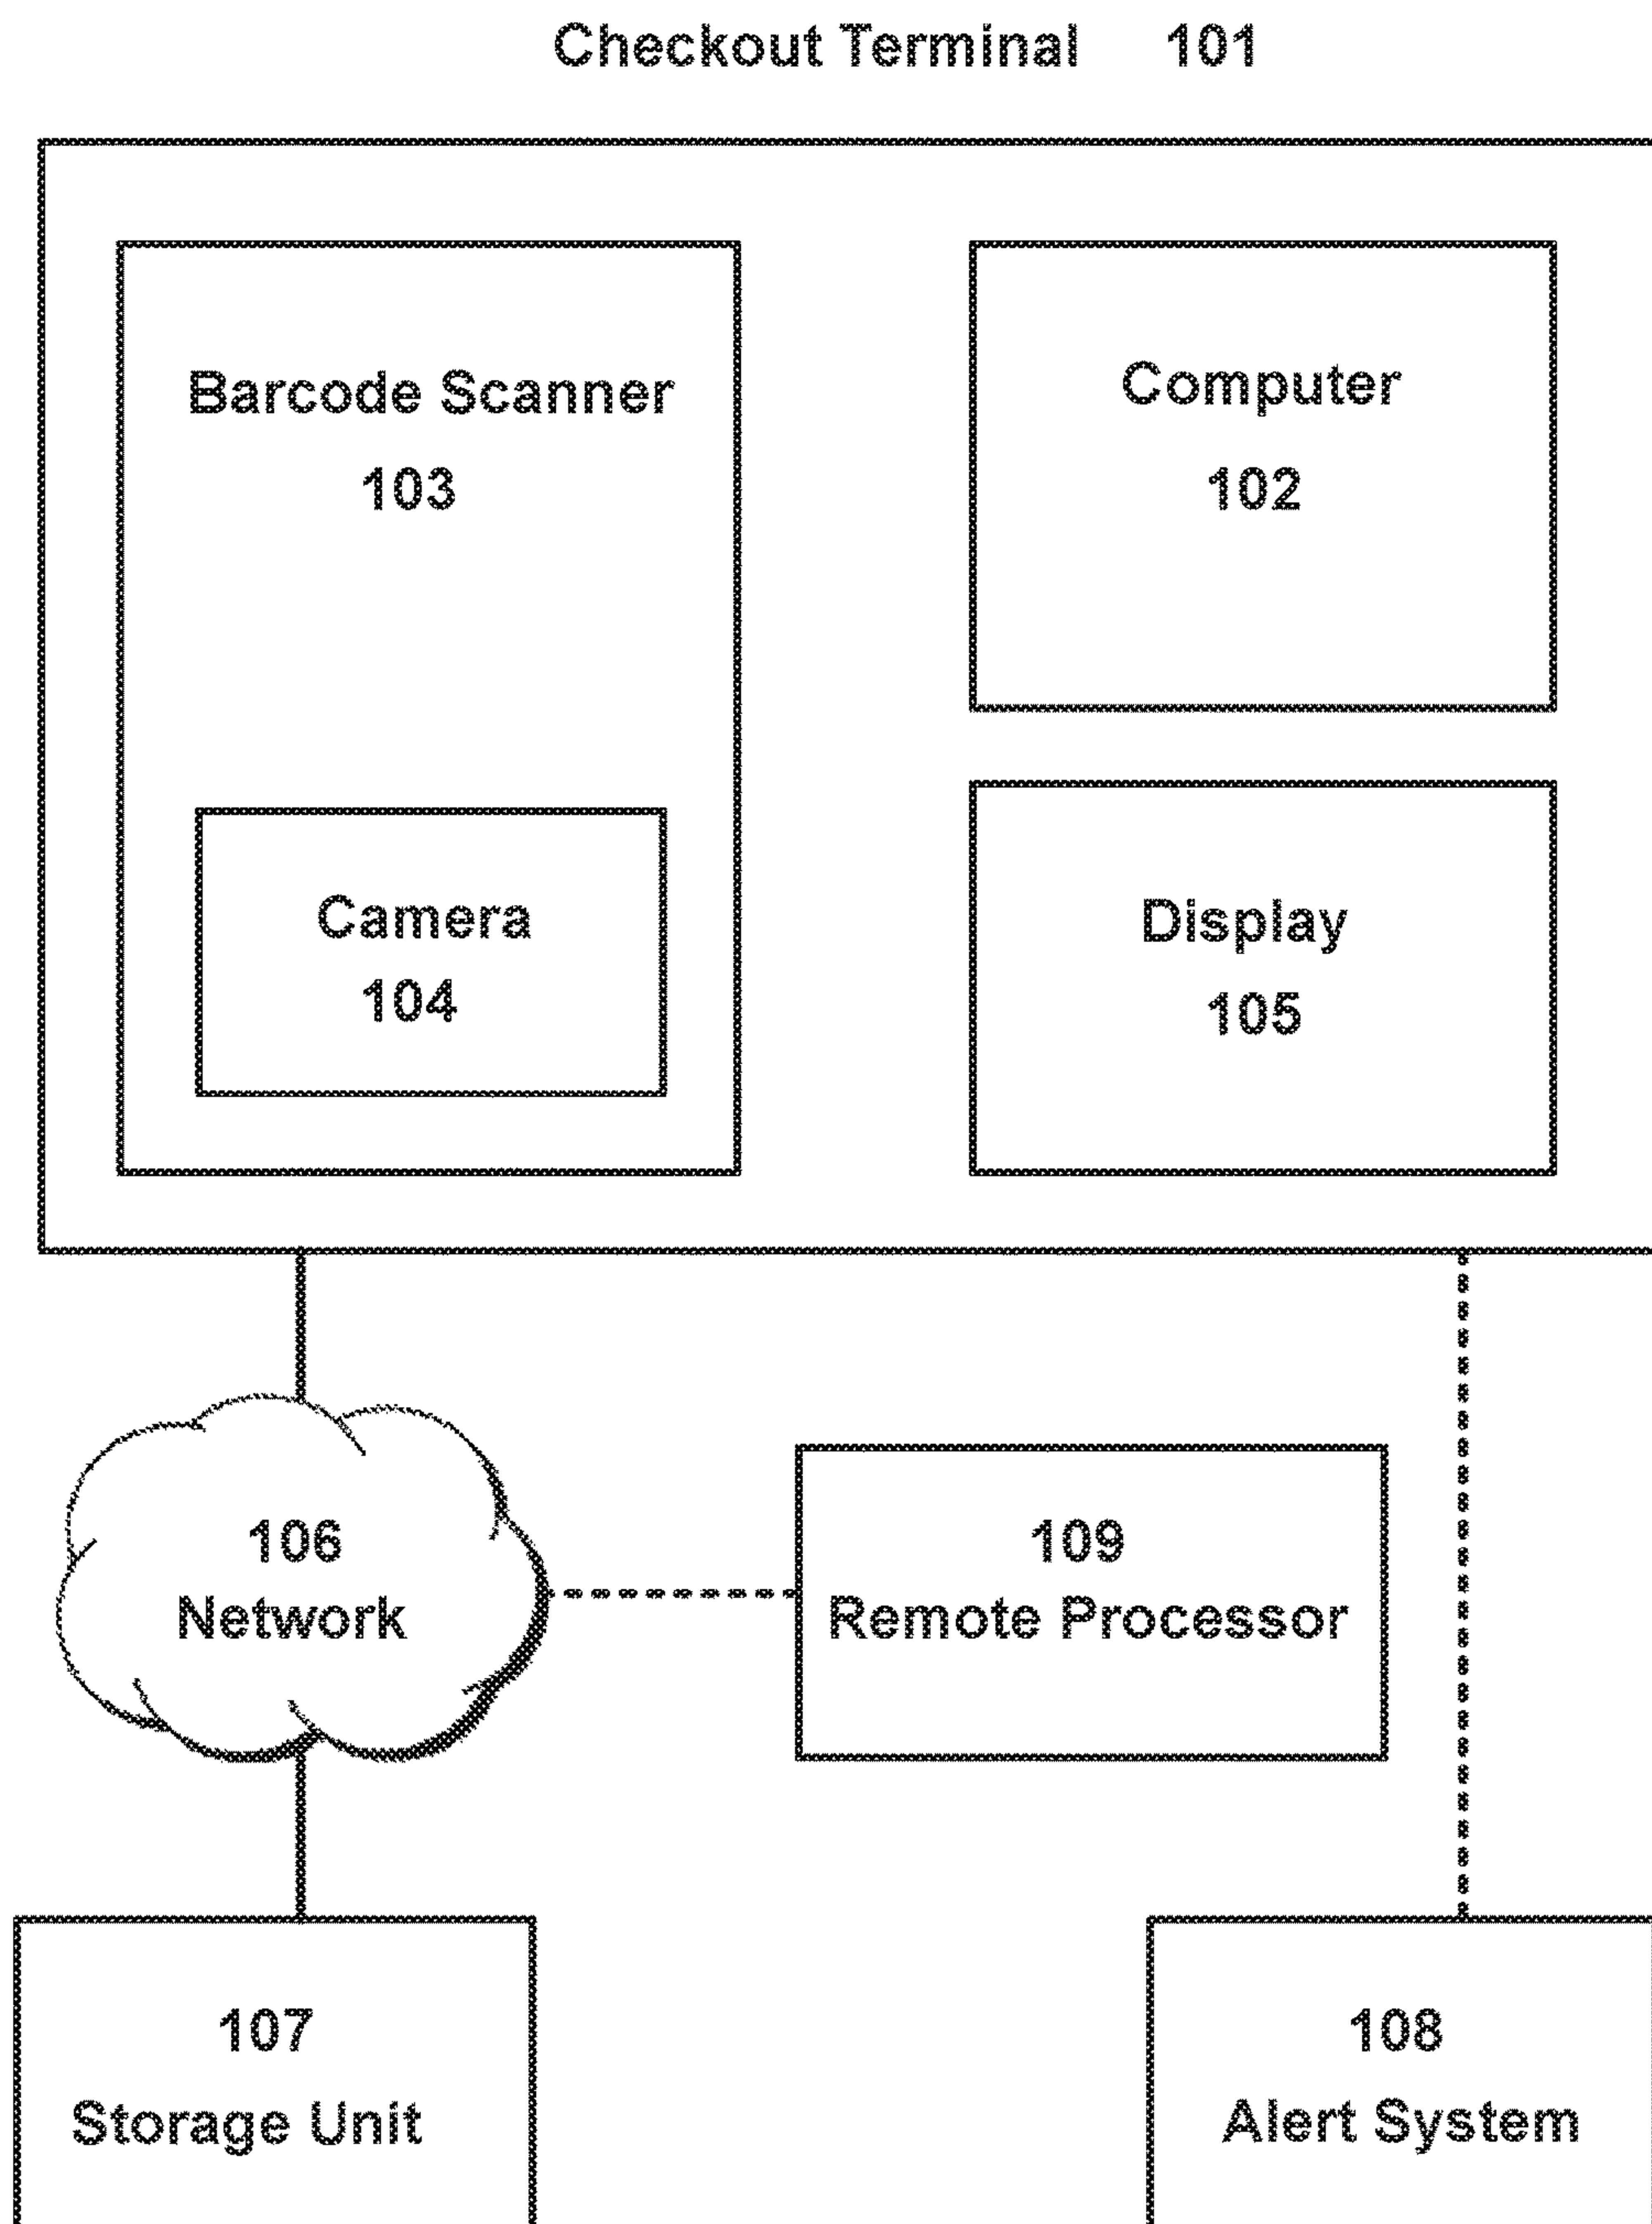 Checkout Terminal 101
Barcode Scanner
103
Computer
102
Camera
104
Display
105
106
Network
109
Remote Processor
107
Storage Unit
108
Alert System